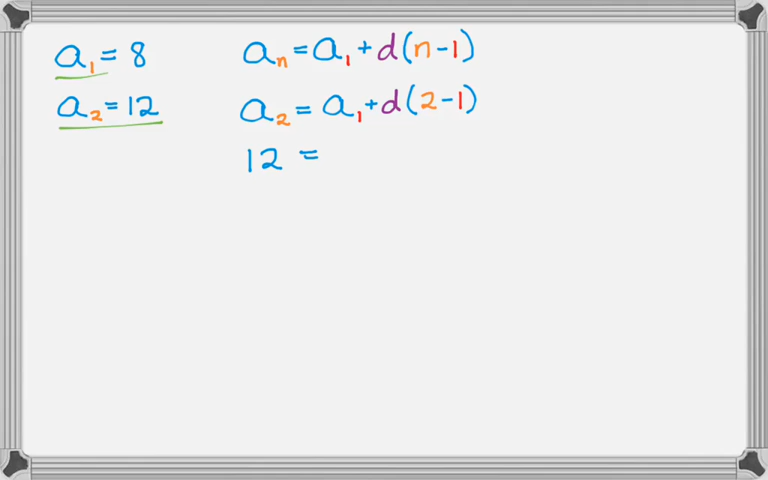 a₁ = 8
a₂ = 12
aₙ = a₁ + d(n-1)
a₂ = a₁ + d(2-1)
12 =